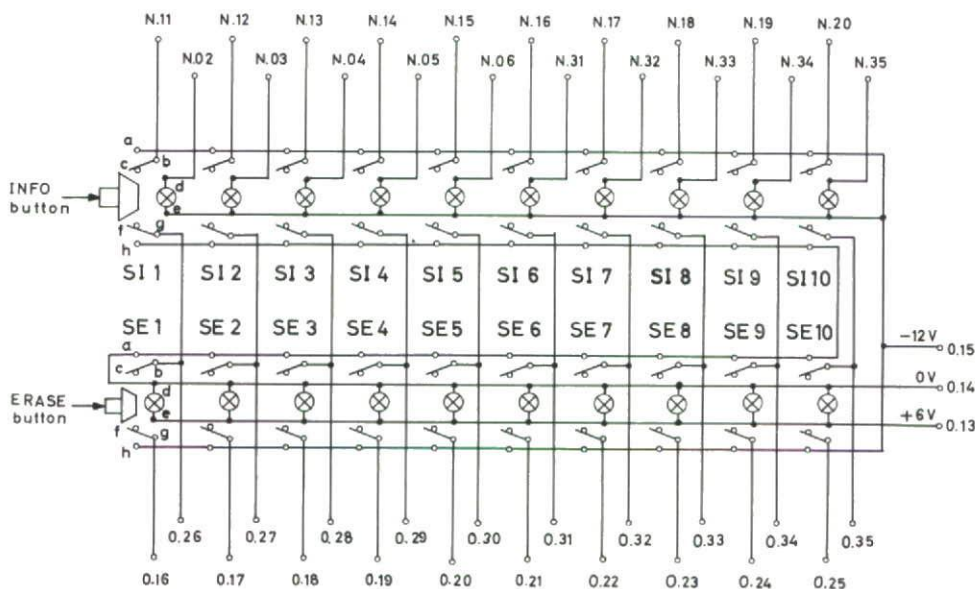 N.11 N.12 N.13 N.14 N.15 N.16 N.17 N.18 N.19 N.20
N.02 N.03 N.04 N.05 N.06 N.31 N.32 N.33 N.34 N.35
a
c b
INFO
button
d
e
f g
h
SI 1 SI 2 SI 3 SI 4 SI 5 SI 6 SI 7 SI 8 SI 9 SI 10
SE 1 SE 2 SE 3 SE 4 SE 5 SE 6 SE 7 SE 8 SE 9 SE 10
a
-12V 0.15
c b
0V 0.14
d
ERASE
button
e
+6V 0.13
f g
h
0.26 0.27 0.28 0.29 0.30 0.31 0.32 0.33 0.34 0.35
0.16 0.17 0.18 0.19 0.20 0.21 0.22 0.23 0.24 0.25